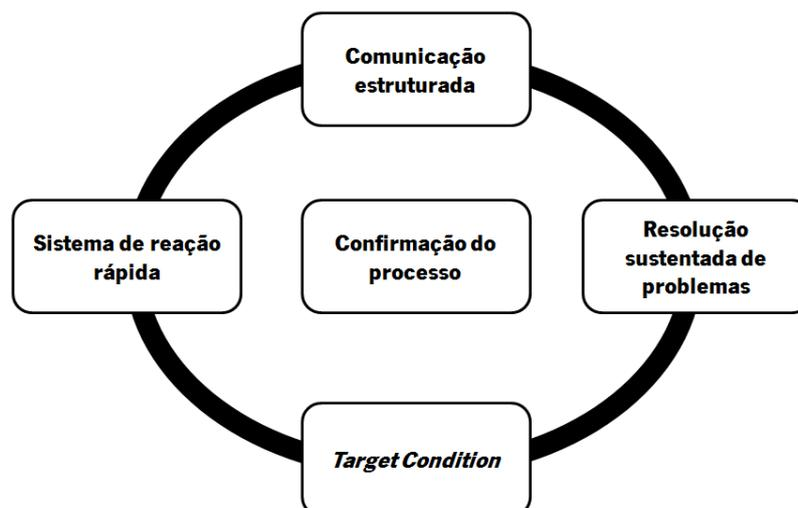 Comunicação
estruturada
Sistema de reação
rápida
Confirmação do
processo
Resolução
sustentada de
problemas
Target Condition